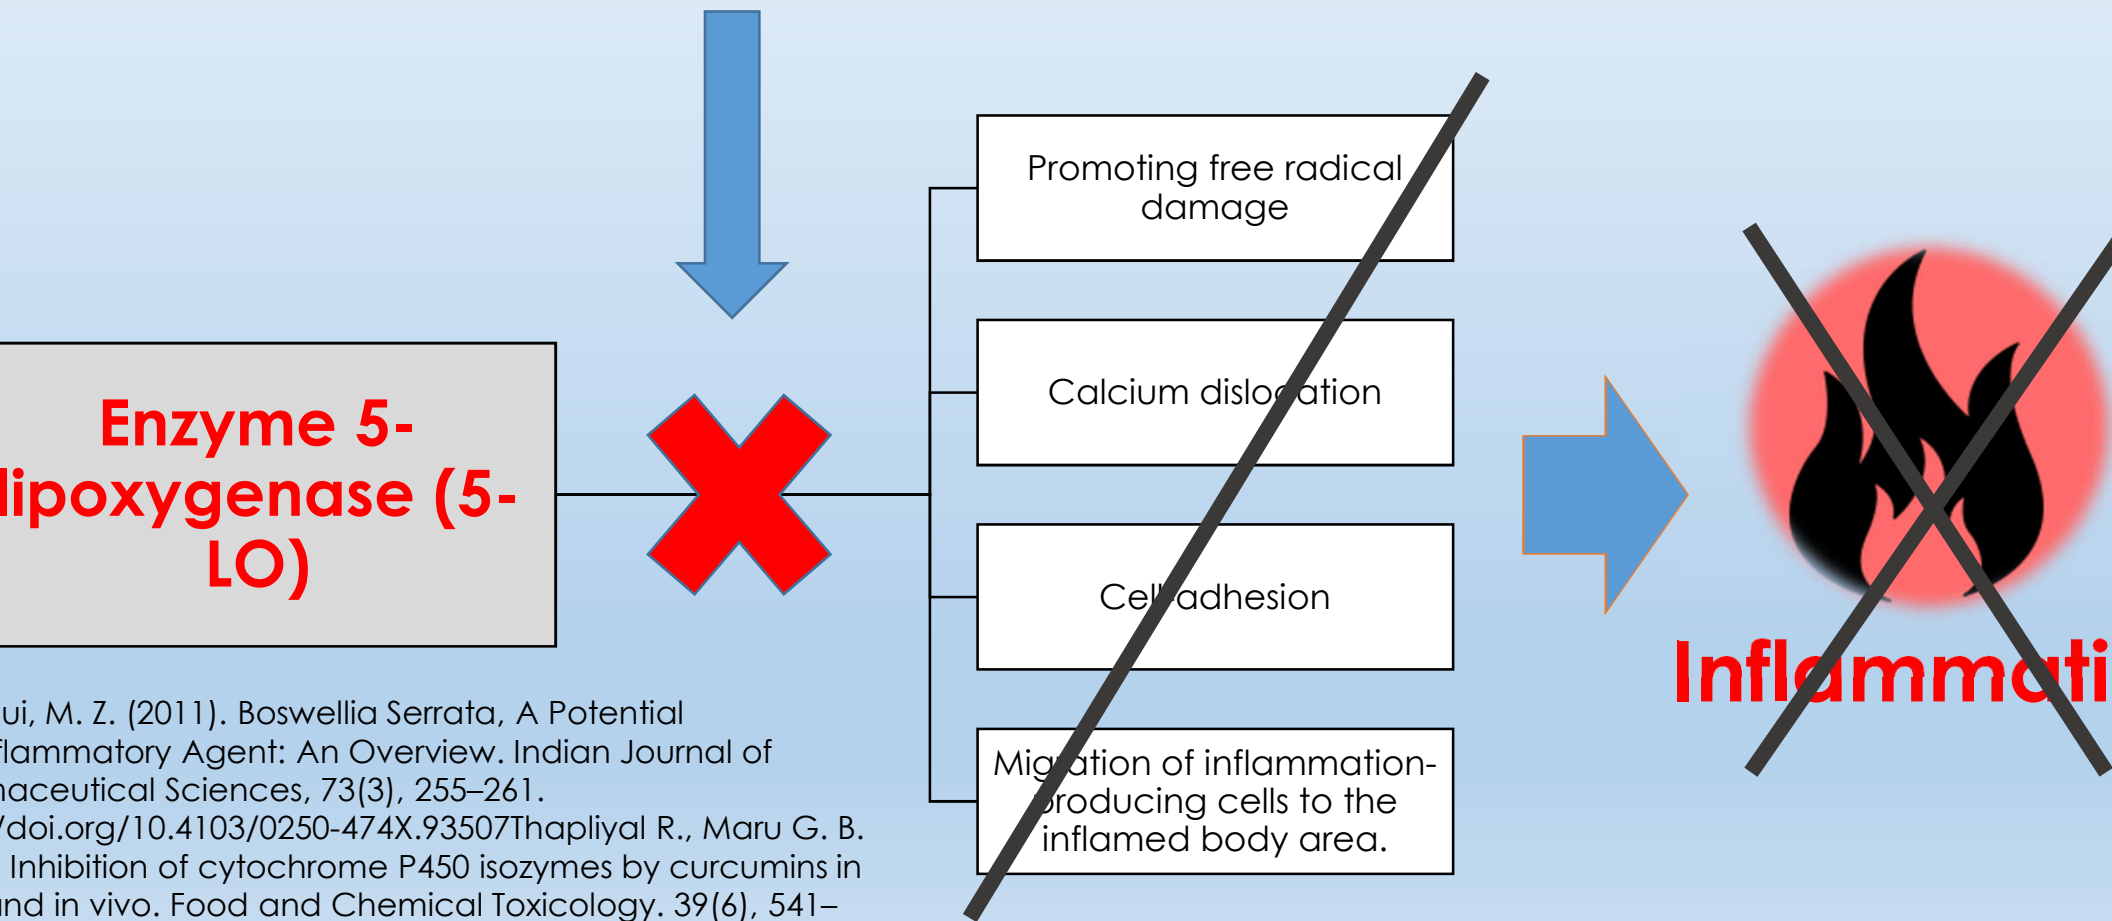 Promoting free radical
damage
Calcium dislocation
Enzyme 5-
lipoxygenase (5-
LO)
Cell-adhesion
Migration of inflammation-
producing cells to the
inflamed body area.
Inflammati
ui, M. Z. (2011). Boswellia Serrata, A Potential
flammatory Agent: An Overview. Indian Journal of
naceutical Sciences, 73(3), 255–261.
/doi.org/10.4103/0250-474X.93507Thapliyal R., Maru G. B.
Inhibition of cytochrome P450 isozymes by curcumins in
and in vivo. Food and Chemical Toxicology. 39(6), 541–